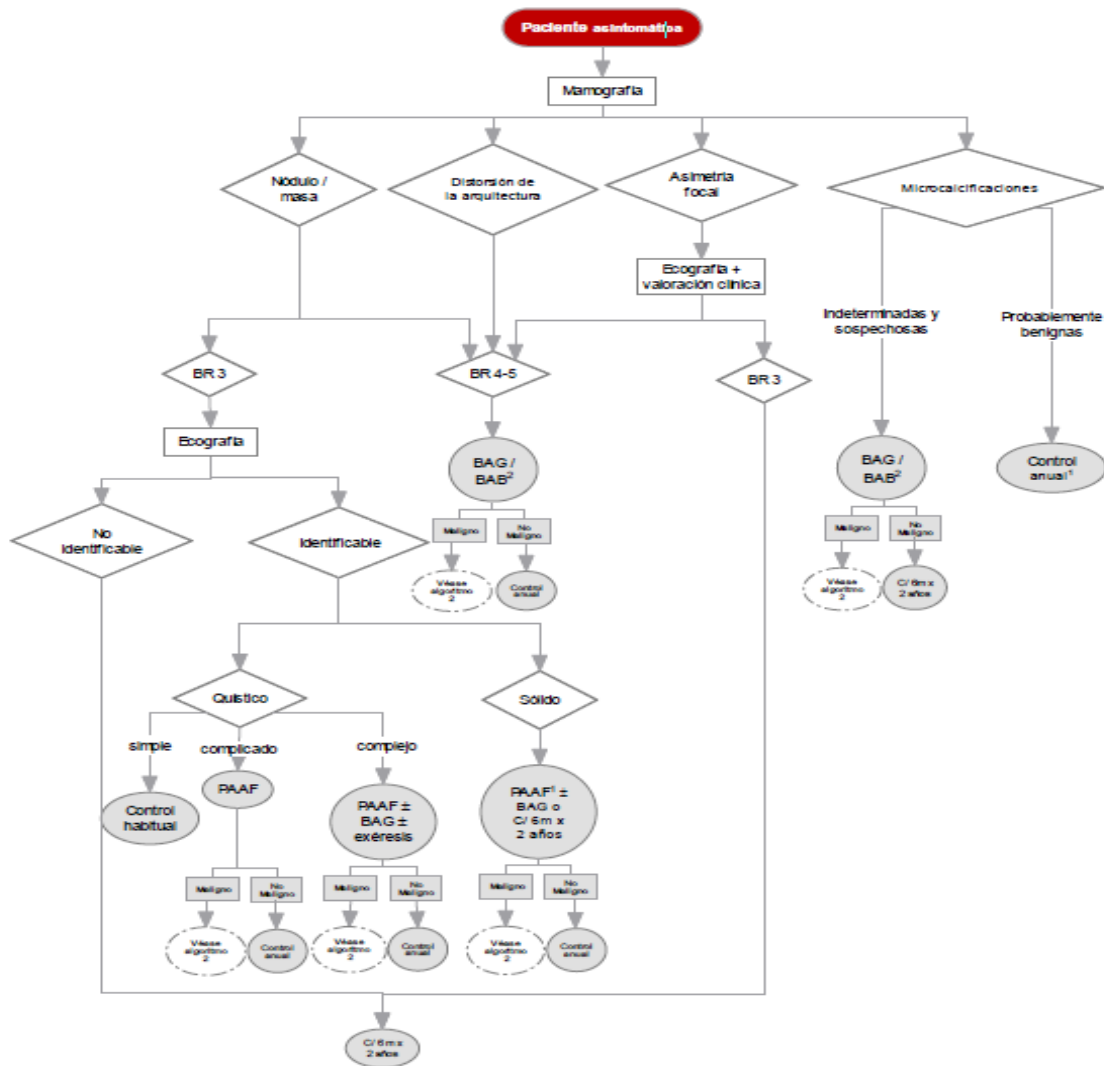 Paciente asintomática
Mamografía
Nódulo /
masa
Distorsión de
la arquitectura
Asimetría
focal
Microcalcificaciones
Ecografía +
valoración clínica
Indeterminadas y
sospechosas
Probablemente
benignas
BR 3
BR 4-5
BR 3
Ecografía
BAG /
BAB²
BAG /
BAB²
Control
anual¹
No
Identificable
Identificable
Maligno
No
Maligno
Maligno
No
Maligno
Véase
algoritmo
2
Control
anual
Véase
algoritmo
2
C/ 6m x
2 años
Quístico
Sólido
simple
complicado
complejo
PAAF
Control
habitual
PAAF ±
BAG ±
exéresis
PAAF¹ ±
BAG o
C/ 6m x
2 años
Maligno
No
Maligno
Maligno
No
Maligno
Maligno
No
Maligno
Véase
algoritmo
2
Control
anual
Véase
algoritmo
2
Control
anual
Véase
algoritmo
2
Control
anual
C/ 6m x
2 años